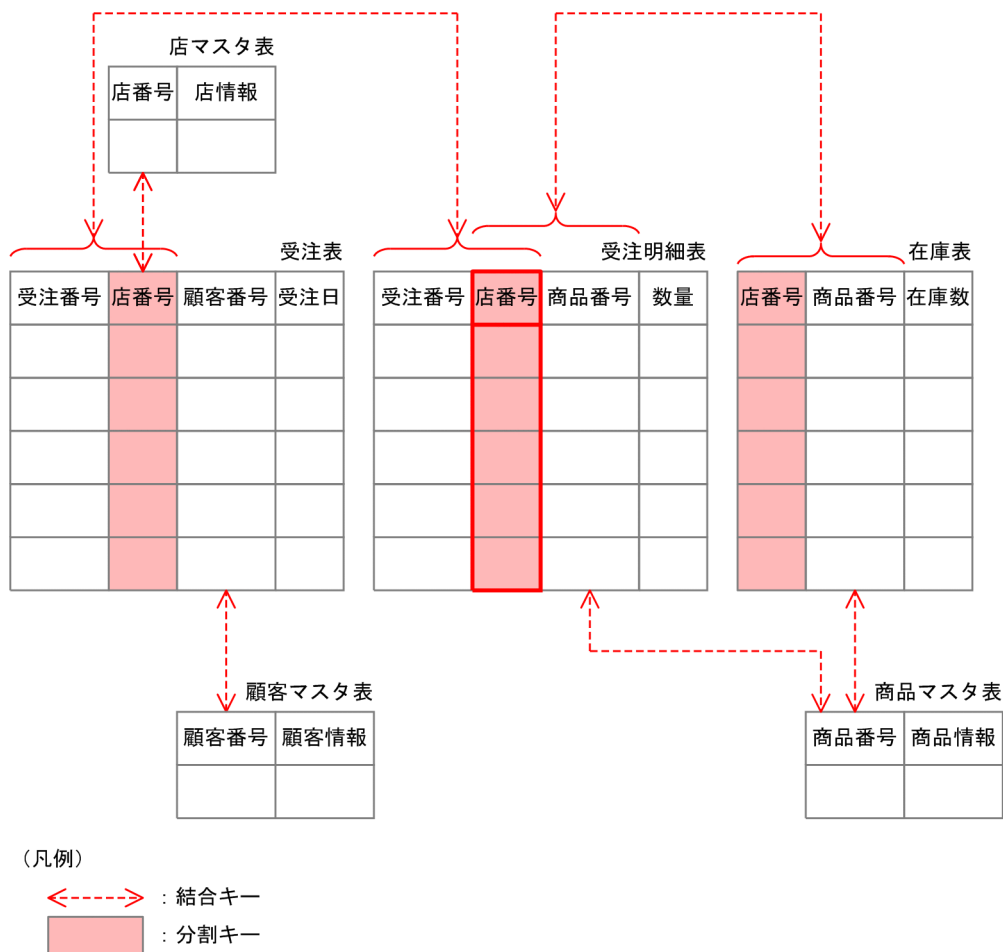 店マスタ表
店番号 店情報
受注表 受注明細表 在庫表
受注番号 店番号 顧客番号 受注日 受注番号 店番号 商品番号 数量 店番号 商品番号 在庫数
顧客マスタ表 商品マスタ表
顧客番号 顧客情報 商品番号 商品情報
（凡例）
：結合キー
：分割キー